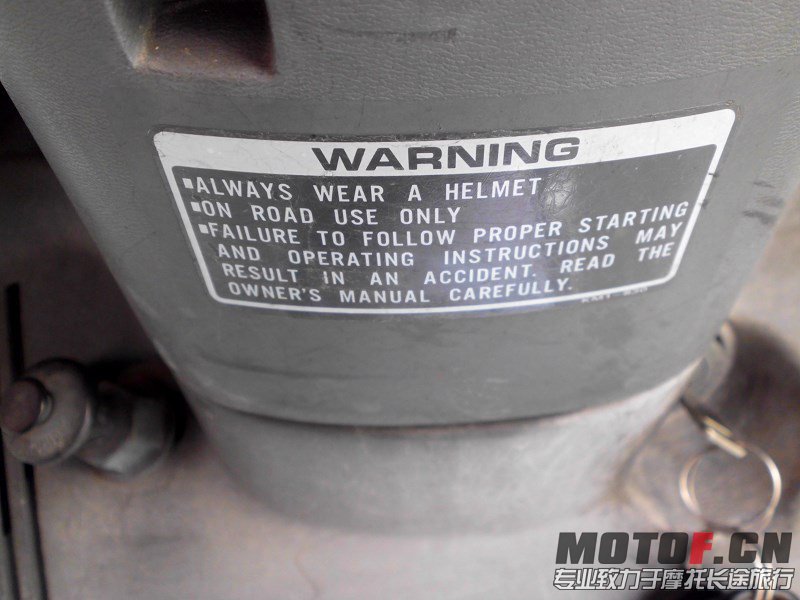 WARNING
▪ALWAYS WEAR A HELMET
▪ON ROAD USE ONLY
▪FAILURE TO FOLLOW PROPER STARTING
AND OPERATING INSTRUCTIONS MAY
RESULT IN AN ACCIDENT. READ THE
OWNER'S MANUAL CAREFULLY.
MOTOF.CN
专业致力于摩托长途旅行